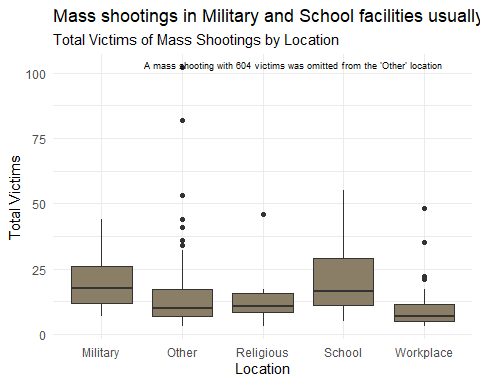 Mass shootings in Military and School facilities usually
Total Victims of Mass Shootings by Location
A mass shooting with 604 victims was omitted from the 'Other' location
100
75
50
25
0
Total Victims
Military Other Religious School Workplace
Location